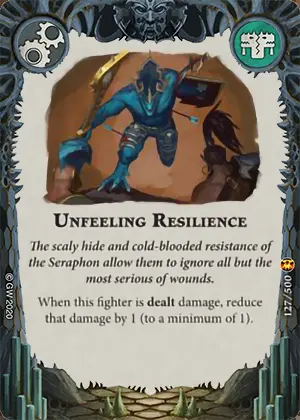 UNFEELING RESILIENCE
The scaly hide and cold-blooded resistance of
the Seraphon allow them to ignore all but the
most serious of wounds.
When this fighter is dealt damage, reduce
that damage by 1 (to a minimum of 1).
© GW 2020
127/500